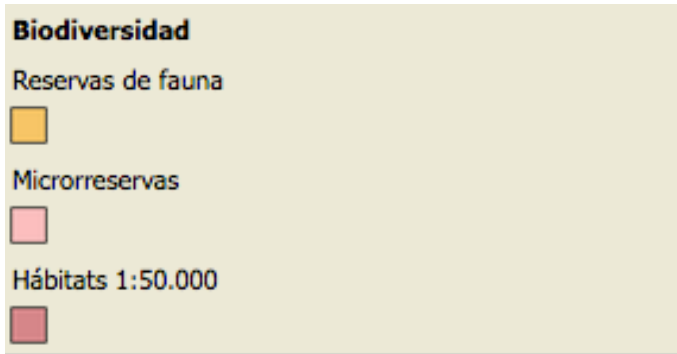 Biodiversidad
Reservas de fauna
Microrreservas
Hábitats 1:50.000